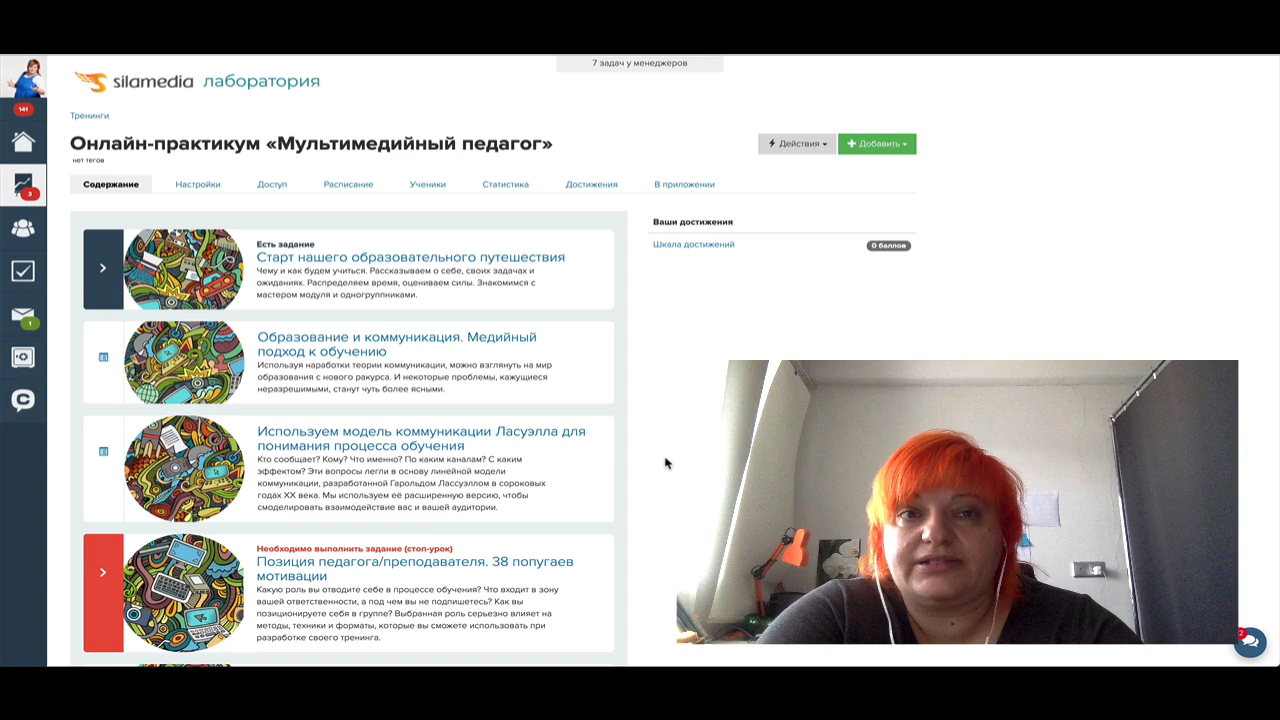 7 задач у менеджеров
silamedia лаборатория
141
Тренинги
Онлайн-практикум «Мультимедийный педагог»
нет тегов
Действия
Добавить
Содержание
Настройки
Доступ
Расписание
Ученики
Статистика
Достижения
В приложении
3
1
Есть задание
Старт нашего образовательного путешествия
Чему и как будем учиться. Рассказываем о себе, своих задачах и
ожиданиях. Распределяем время, оцениваем силы. Знакомимся с
мастером модуля и одногруппниками.
Образование и коммуникация. Медийный
подход к обучению
Используя наработки теории коммуникации, можно взглянуть на мир
образования с нового ракурса. И некоторые проблемы, кажущиеся
неразрешимыми, станут чуть более ясными.
Используем модель коммуникации Ласуэлла для
понимания процесса обучения
Кто сообщает? Кому? Что именно? По каким каналам? С каким
эффектом? Эти вопросы легли в основу линейной модели
коммуникации, разработанной Гарольдом Лассуэллом в сороковых
годах XX века. Мы используем её расширенную версию, чтобы
смоделировать взаимодействие вас и вашей аудитории.
Необходимо выполнить задание (стоп-урок)
Позиция педагога/преподавателя. 38 попугаев
мотивации
Какую роль вы отводите себе в процессе обучения? Что входит в зону
вашей ответственности, а под чем вы не подпишетесь? Как вы
позиционируете себя в группе? Выбранная роль серьезно влияет на
методы, техники и форматы, которые вы сможете использовать при
разработке своего тренинга.
Ваши достижения
Шкала достижений
0 баллов
2